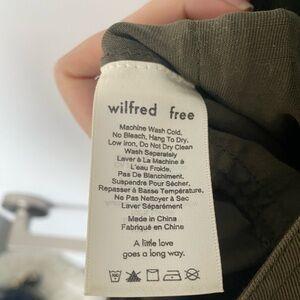 wilfred free
Machine Wash Cold,
No Bleach, Hang To Dry,
Low Iron, Do Not Dry Clean
Wash Separately
Laver À La Machine À
L'eau Froide,
Pas De Blanchiment,
Suspendre Pour Sécher,
Repasser À Basse Température,
Ne Pas Nettoyer À Sec
Laver Séparément
Made in China
Fabriqué en Chine
A little love
goes a long way.